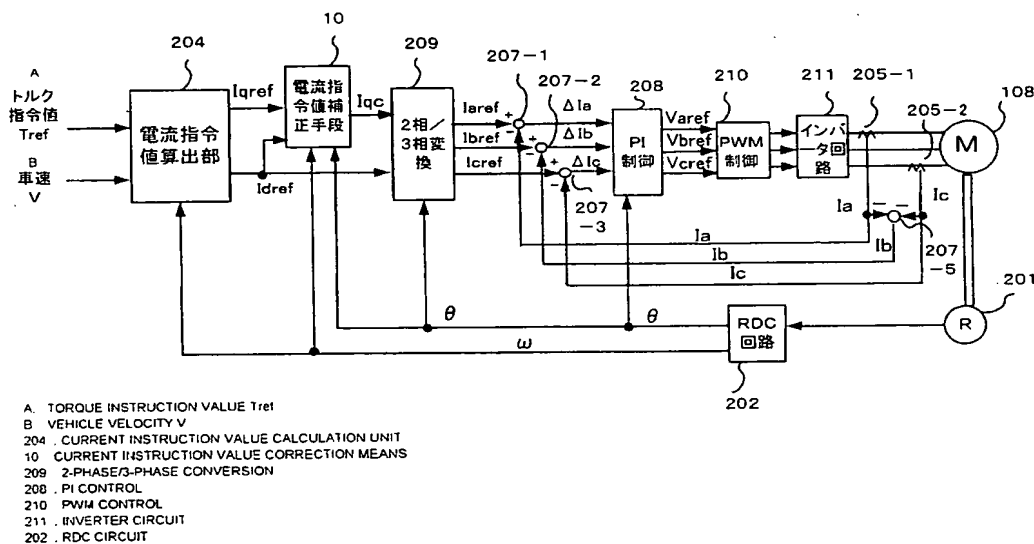 204
10
209
207-1
207-2
208
210
211
205-1
205-2
108
A
トルク
指令値
Tref
B
車速
V
電流指令
値算出部
Iqref
Idref
電流指
令値補
正手段
Iqc
2相/
3相変
換
Iaref
Ibref
Icref
+
-
+
-
+
-
ΔIa
ΔIb
ΔIc
207
-3
PI
制御
Varef
Vbref
Vcref
PWM
制御
インバ
ータ回
路
M
Ia
Ic
-
-
Ib
207
-5
Ia
Ib
Ic
θ
θ
ω
RDC
回路
202
R
201
A. TORQUE INSTRUCTION VALUE Tref
B VEHICLE VELOCITY V
204 . CURRENT INSTRUCTION VALUE CALCULATION UNIT
10 CURRENT INSTRUCTION VALUE CORRECTION MEANS
209 2-PHASE/3-PHASE CONVERSION
208 . PI CONTROL
210 PWM CONTROL
211 . INVERTER CIRCUIT
202 . RDC CIRCUIT